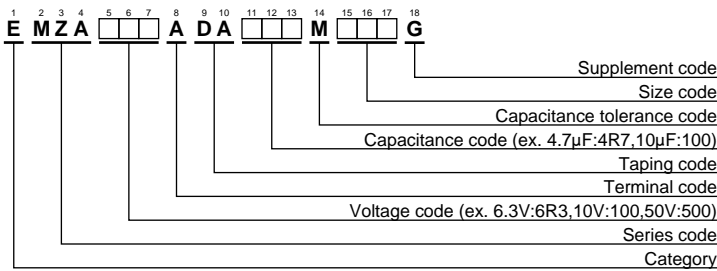 1 2 3 4 5 6 7 8 9 10 11 12 13 14 15 16 17 18
E M Z A A D A M G
Supplement code
Size code
Capacitance tolerance code
Capacitance code (ex. 4.7μF:4R7,10μF:100)
Taping code
Terminal code
Voltage code (ex. 6.3V:6R3,10V:100,50V:500)
Series code
Category